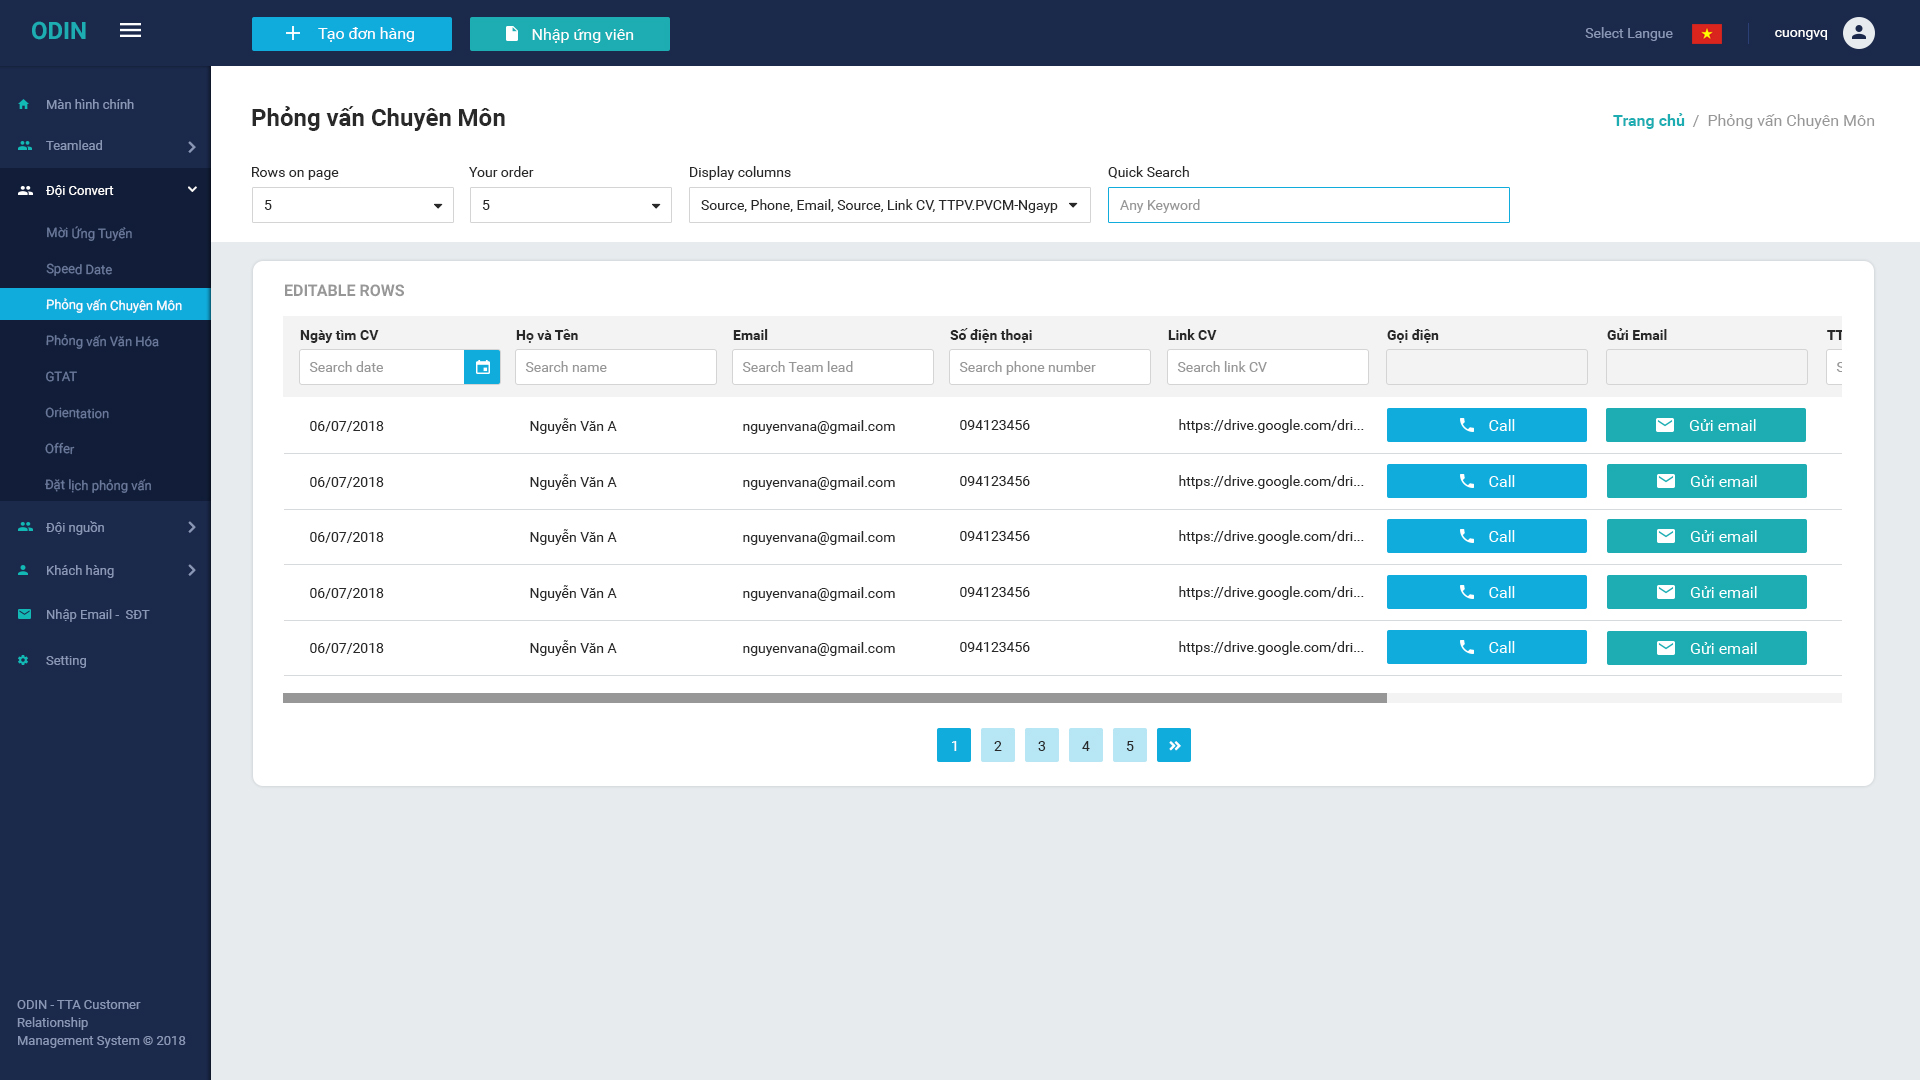 ODIN
Tạo đơn hàng
Nhập ứng viên
Select Langue
cuongvq
Màn hình chính
Teamlead
Đội Convert
Mời Ứng Tuyển
Speed Date
Phỏng vấn Chuyên Môn
Phỏng vấn Văn Hóa
GTAT
Orientation
Offer
Đặt lịch phỏng vấn
Đội nguồn
Khách hàng
Nhập Email -  SĐT
Setting
ODIN - TTA Customer
Relationship
Management System © 2018
Phỏng vấn Chuyên Môn
Trang chủ / Phỏng vấn Chuyên Môn
Rows on page
5
Your order
5
Display columns
Source, Phone, Email, Source, Link CV, TTPV.PVCM-Ngayp
Quick Search
Any Keyword
EDITABLE ROWS
Ngày tìm CV Họ và Tên Email Số điện thoại Link CV Gọi điện Gửi Email TT
Search date Search name Search Team lead Search phone number Search link CV S
06/07/2018 Nguyễn Văn A nguyenvana@gmail.com 094123456 https://drive.google.com/dri... Call Gửi email
06/07/2018 Nguyễn Văn A nguyenvana@gmail.com 094123456 https://drive.google.com/dri... Call Gửi email
06/07/2018 Nguyễn Văn A nguyenvana@gmail.com 094123456 https://drive.google.com/dri... Call Gửi email
06/07/2018 Nguyễn Văn A nguyenvana@gmail.com 094123456 https://drive.google.com/dri... Call Gửi email
06/07/2018 Nguyễn Văn A nguyenvana@gmail.com 094123456 https://drive.google.com/dri... Call Gửi email
1 2 3 4 5 »